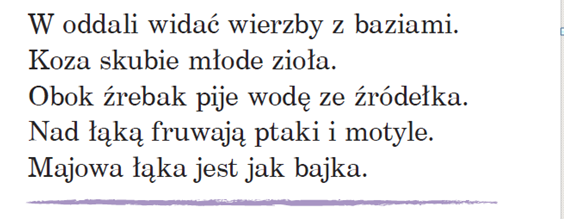 W oddali widać wierzby z baziami.
Koza skubie młode zioła.
Obok źrebak pije wodę ze źródełka.
Nad łąką fruwają ptaki i motyle.
Majowa łąka jest jak bajka.